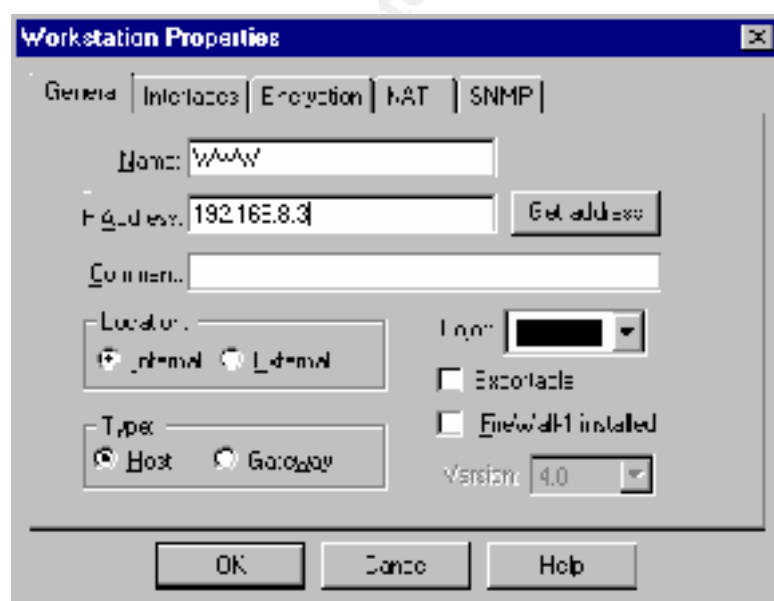 Workstation Properties
General Interfaces Encryption NAT SNMP
Name: WWW
IP Address: 192.168.8.3 Get address
Comment:
Location: Color:
Internal External
Exportable
Type: FireWall-1 installed
Host Gateway
Version: 4.0
OK Cancel Help